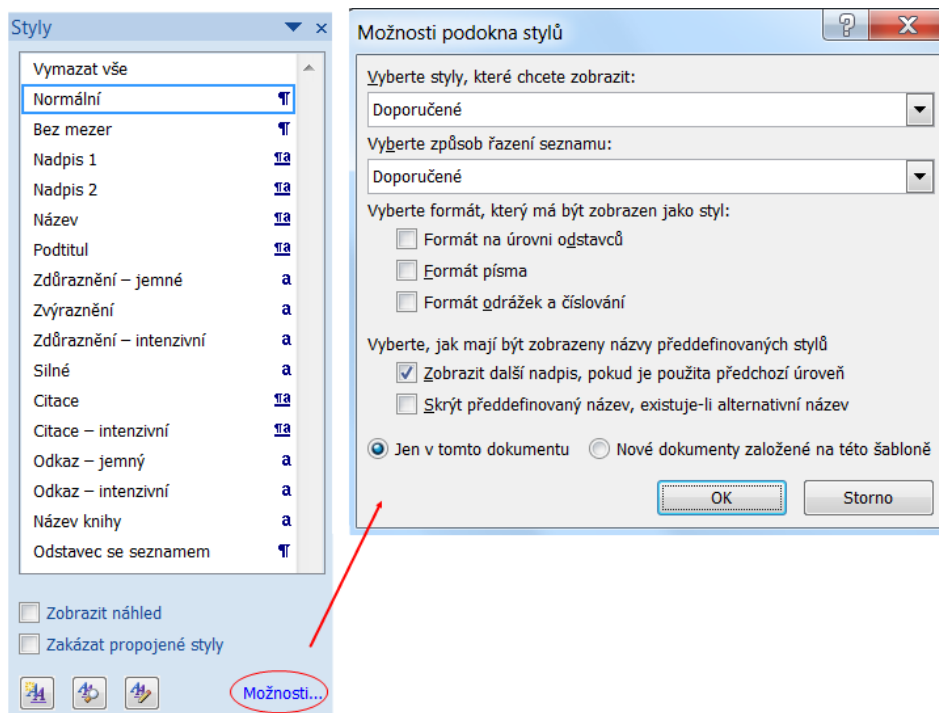 Styly
Vymazat vše
Normální ¶
Bez mezer ¶
Nadpis 1 ¶a
Nadpis 2 ¶a
Název ¶a
Podtitul ¶a
Zdůraznění – jemné a
Zvýraznění a
Zdůraznění – intenzivní a
Silné a
Citace ¶a
Citace – intenzivní ¶a
Odkaz – jemný a
Odkaz – intenzivní a
Název knihy a
Odstavec se seznamem ¶
Zobrazit náhled
Zakázat propojené styly
Možnosti...
Možnosti podokna stylů
Vyberte styly, které chcete zobrazit:
Doporučené
Vyberte způsob řazení seznamu:
Doporučené
Vyberte formát, který má být zobrazen jako styl:
Formát na úrovni odstavců
Formát písma
Formát odrážek a číslování
Vyberte, jak mají být zobrazeny názvy předdefinovaných stylů
Zobrazit další nadpis, pokud je použita předchozí úroveň
Skrýt předdefinovaný název, existuje-li alternativní název
Jen v tomto dokumentu Nové dokumenty založené na této šabloně
OK Storno